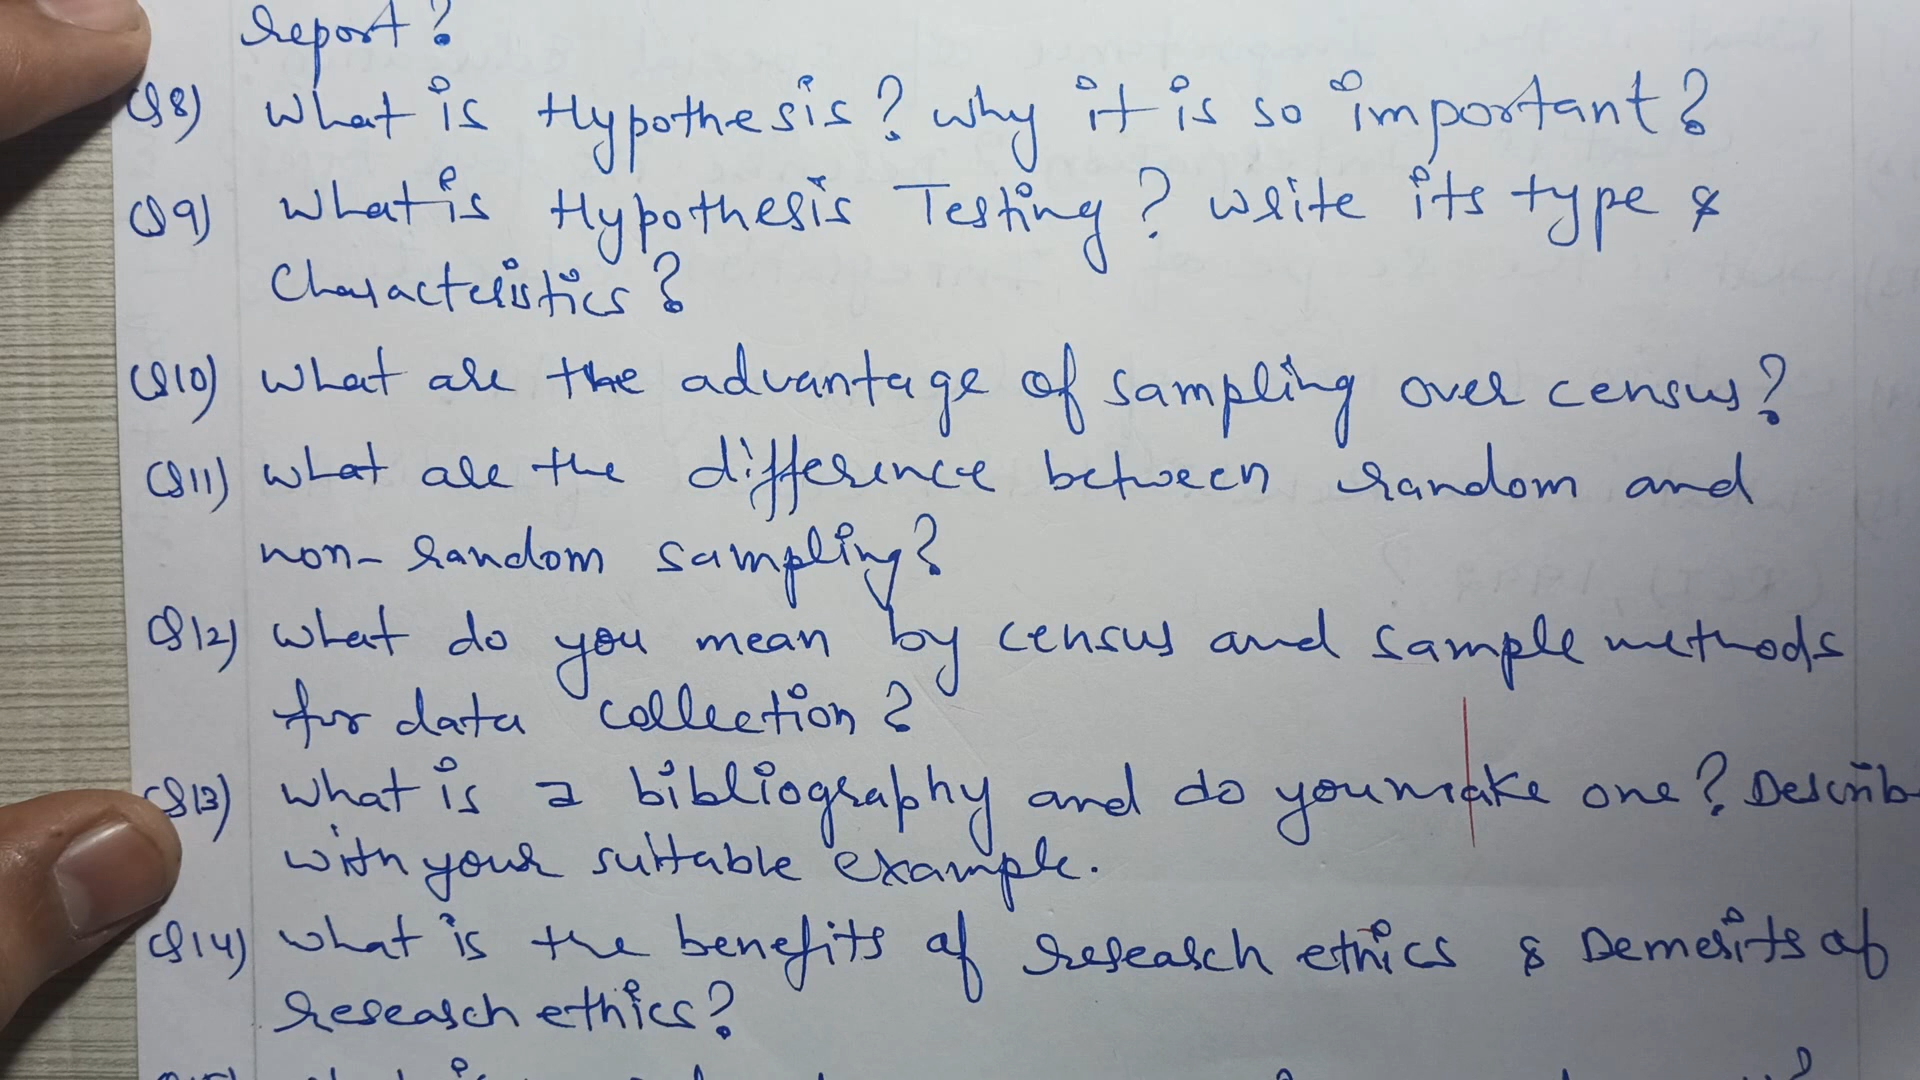 report?
Q8) What is Hypothesis? why it is so important?
Q9) What is Hypothesis Testing? write its type &
Characteristics?
Q10) What are the advantage of sampling over census?
Q11) What are the difference between random and
non-random sampling?
Q12) What do you mean by census and sample methods
for data collection?
Q13) What is a bibliography and do you make one? Describ
with your suitable example.
Q14) What is the benefits of research ethics & Demerits of
research ethics?